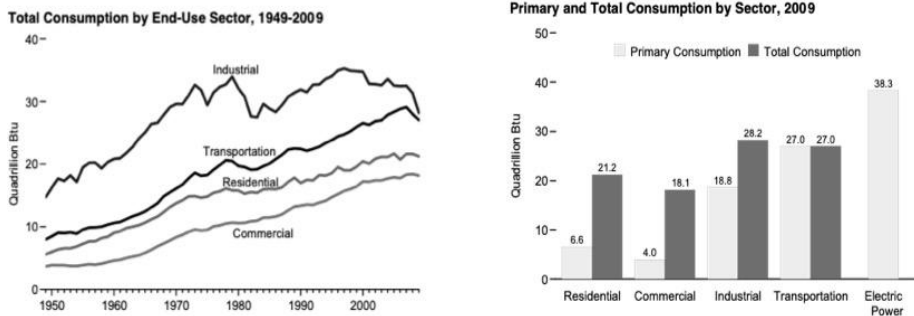 Total Consumption by End-Use Sector, 1949-2009
40
30
20
10
0
Quadrillion Btu
Industrial
Transportation
Residential
Commercial
1950 1960 1970 1980 1990 2000
Primary and Total Consumption by Sector, 2009
50
40
30
20
10
0
Quadrillion Btu
Primary Consumption Total Consumption
6.6 21.2 4.0 18.1 18.8 28.2 27.0 27.0 38.3
Residential Commercial Industrial Transportation Electric
Power